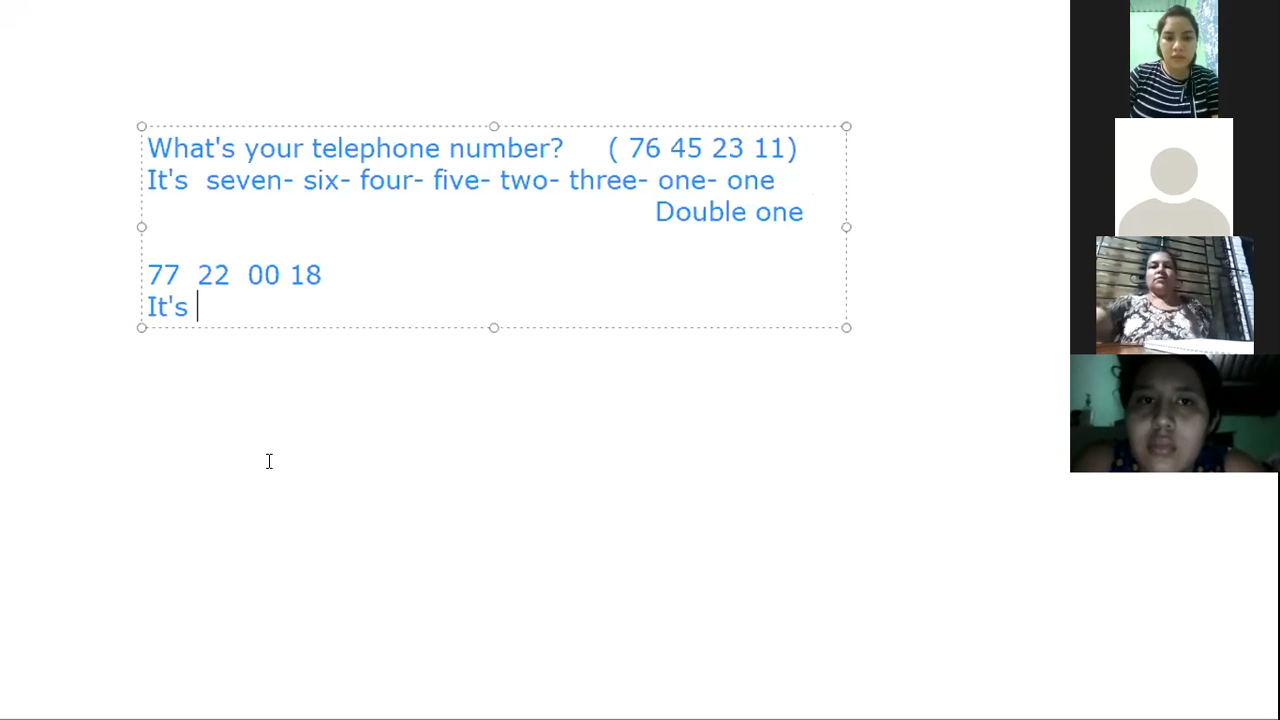 What's your telephone number? ( 76 45 23 11)
It's seven- six- four- five- two- three- one- one
Double one
77 22 00 18
It's